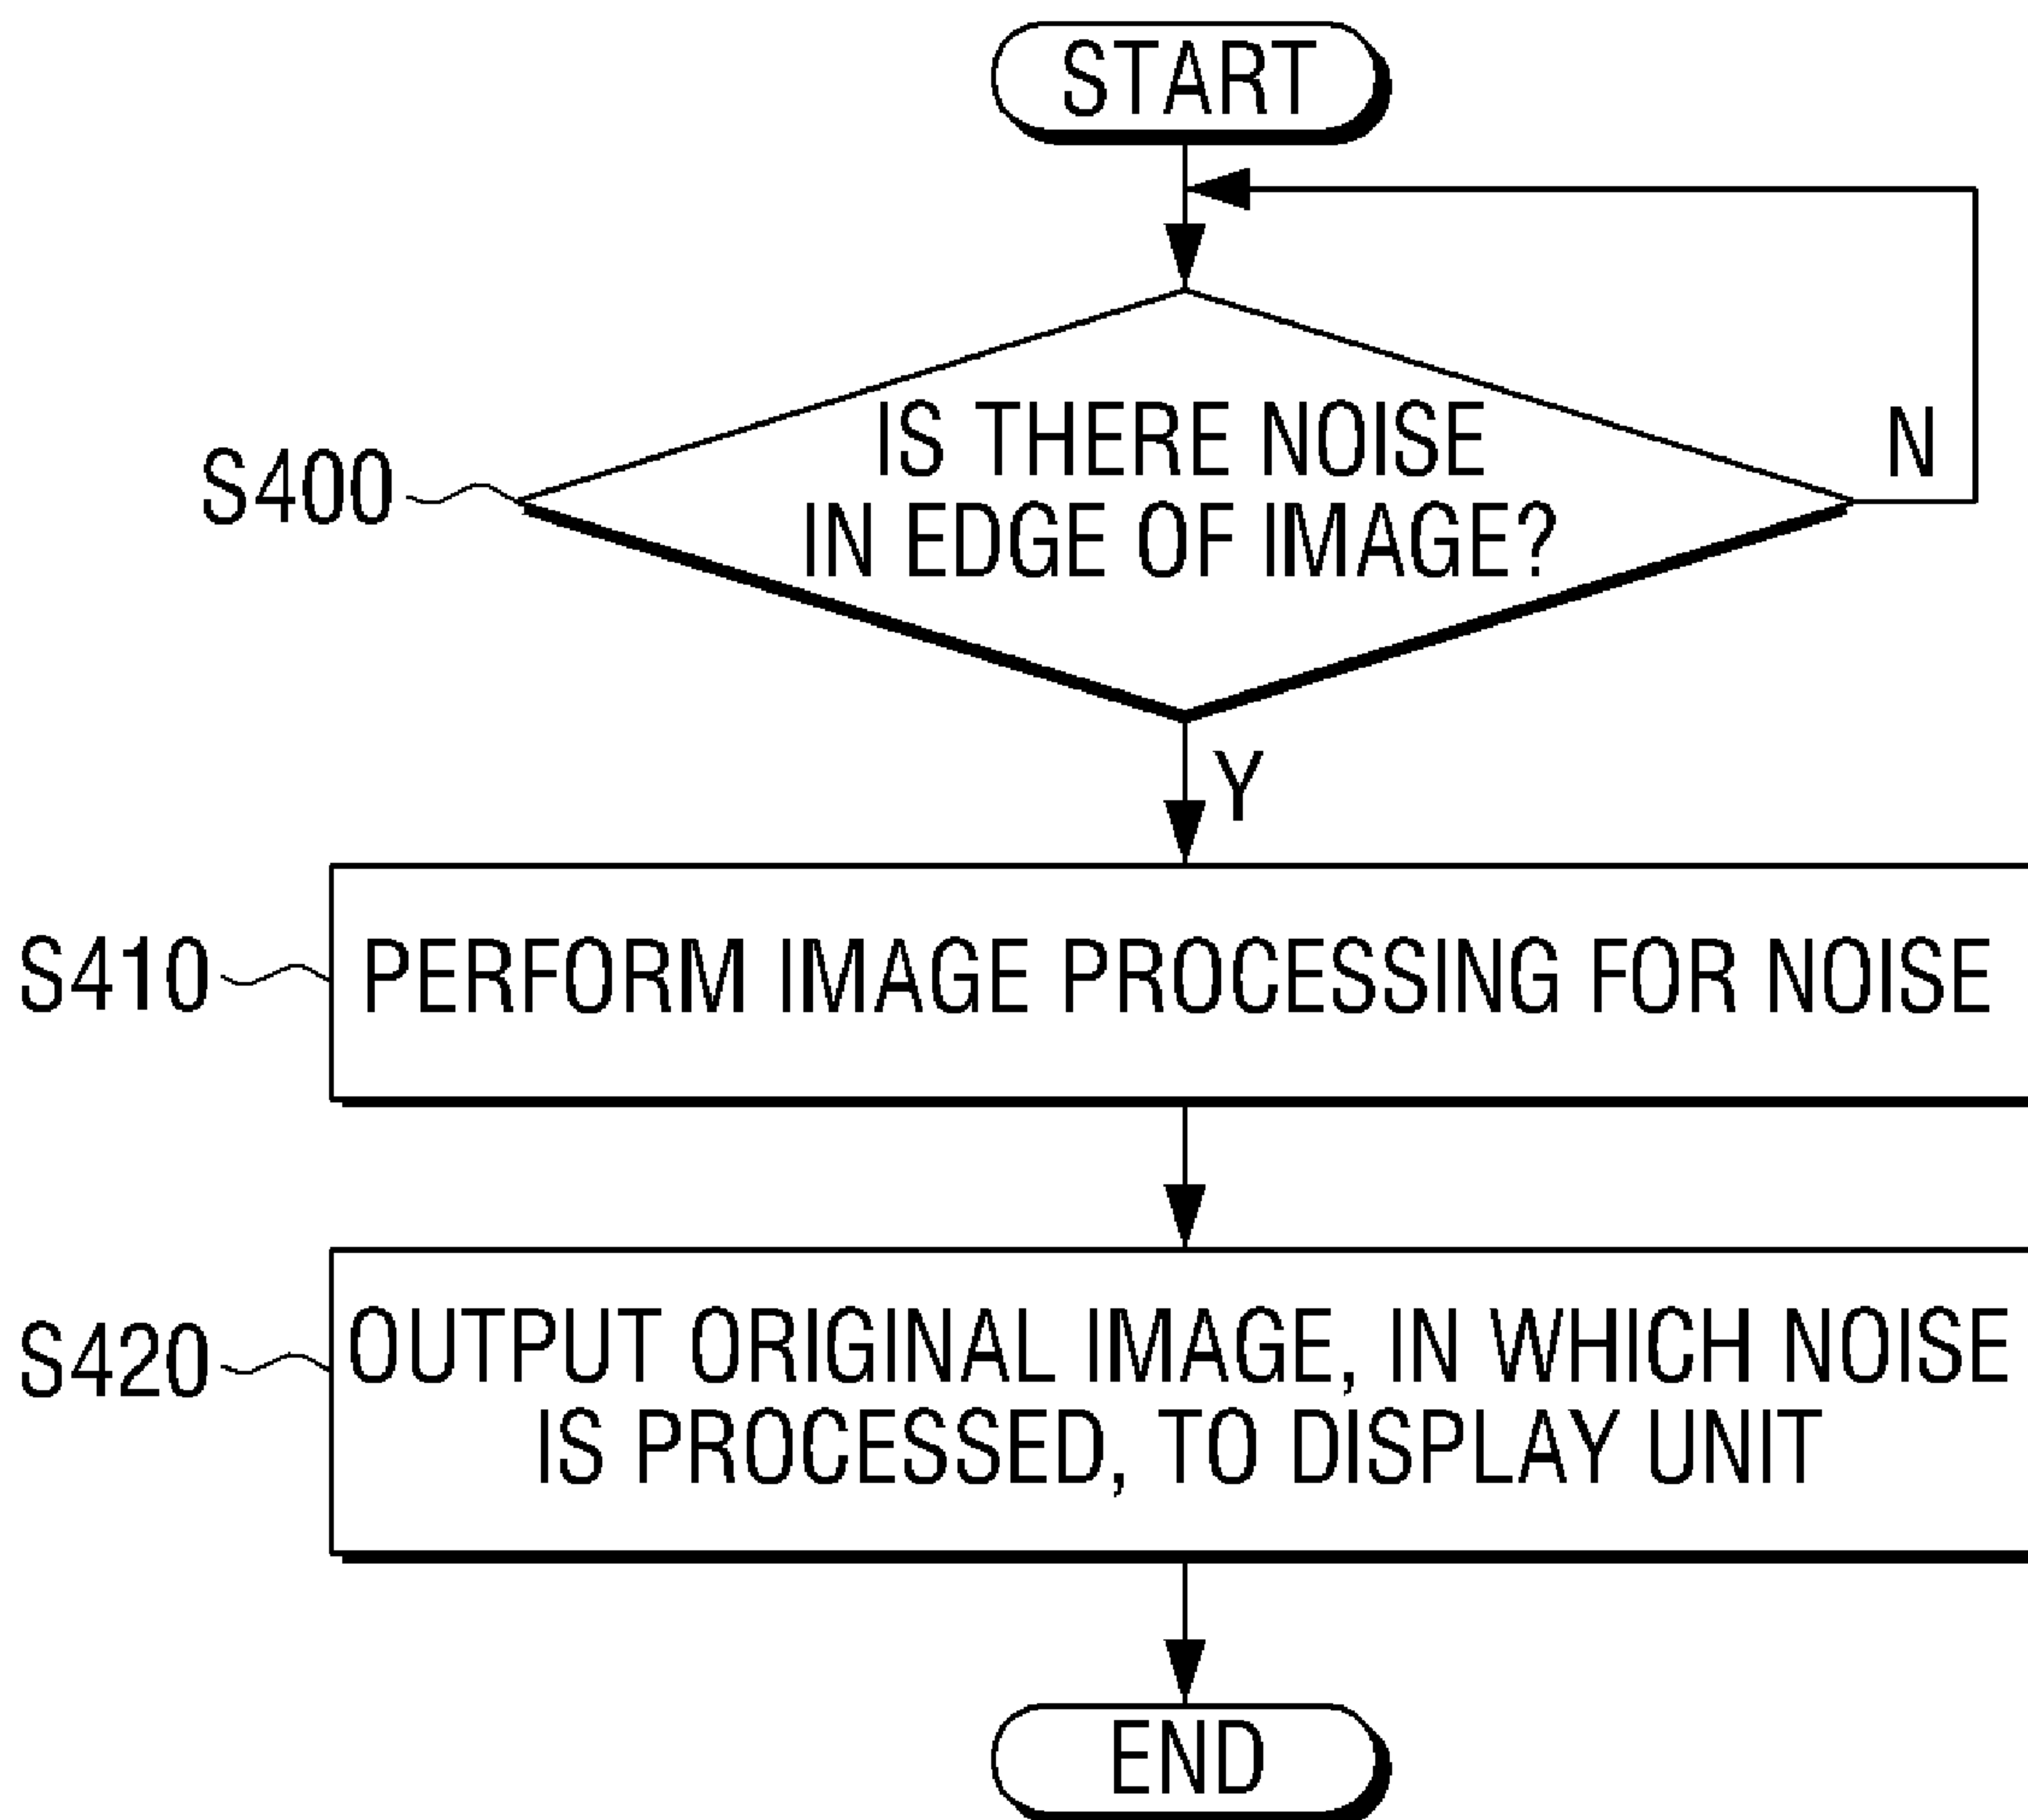 START
IS THERE NOISE
IN EDGE OF IMAGE?
N
S400
Y
S410
PERFORM IMAGE PROCESSING FOR NOISE
S420
OUTPUT ORIGINAL IMAGE, IN WHICH NOISE
IS PROCESSED, TO DISPLAY UNIT
END